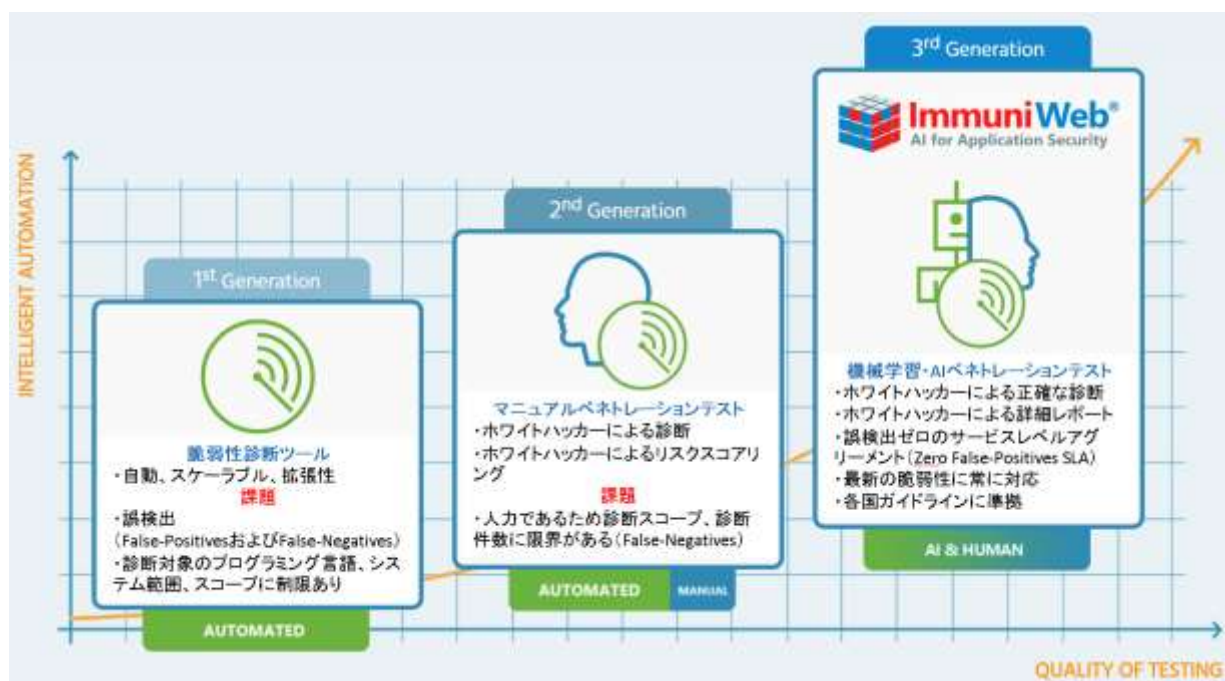 3rd Generation
ImmuniWeb®
AI for Application Security
機械学習・AIペネトレーションテスト
・ホワイトハッカーによる正確な診断
・ホワイトハッカーによる詳細レポート
・誤検出ゼロのサービスレベルアグ
リーメント(Zero False-Positives SLA)
・最新の脆弱性に常に対応
・各国ガイドラインに準拠
AI & HUMAN
2nd Generation
マニュアルペネトレーションテスト
・ホワイトハッカーによる診断
・ホワイトハッカーによるリスクスコアリ
ング
課題
・人力であるため診断スコープ、診断
件数に限界がある(False-Negatives)
AUTOMATED
MANUAL
1st Generation
脆弱性診断ツール
・自動、スケーラブル、拡張性
課題
・誤検出
(False-PositivesおよびFalse-Negatives)
・診断対象のプログラミング言語、シス
テム範囲、スコープに制限あり
AUTOMATED
INTELLIGENT AUTOMATION
QUALITY OF TESTING